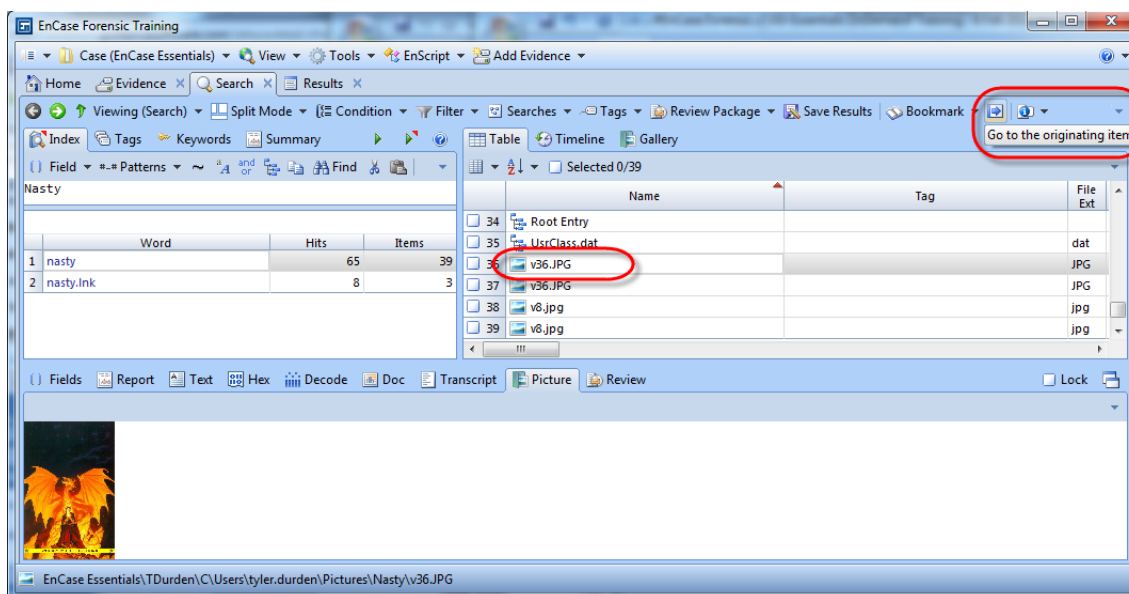 EnCase Forensic Training
Case (EnCase Essentials) View Tools EnScript Add Evidence
Home Evidence Search Results
Viewing (Search) Split Mode Condition Filter Searches Tags Review Package Save Results Bookmark
Go to the originating item
Index Tags Keywords Summary
Table Timeline Gallery
Field Patterns Find
Selected 0/39
Nasty
Word Hits Items
1 nasty 65 39
2 nasty.lnk 8 3
Name Tag File Ext
34 Root Entry
35 UsrClass.dat dat
36 v36.JPG JPG
37 v36.JPG JPG
38 v8.jpg jpg
39 v8.jpg jpg
Fields Report Text Hex Decode Doc Transcript Picture Review Lock
EnCase Essentials\TDurden\C\Users\tyler.durden\Pictures\Nasty\v36.JPG